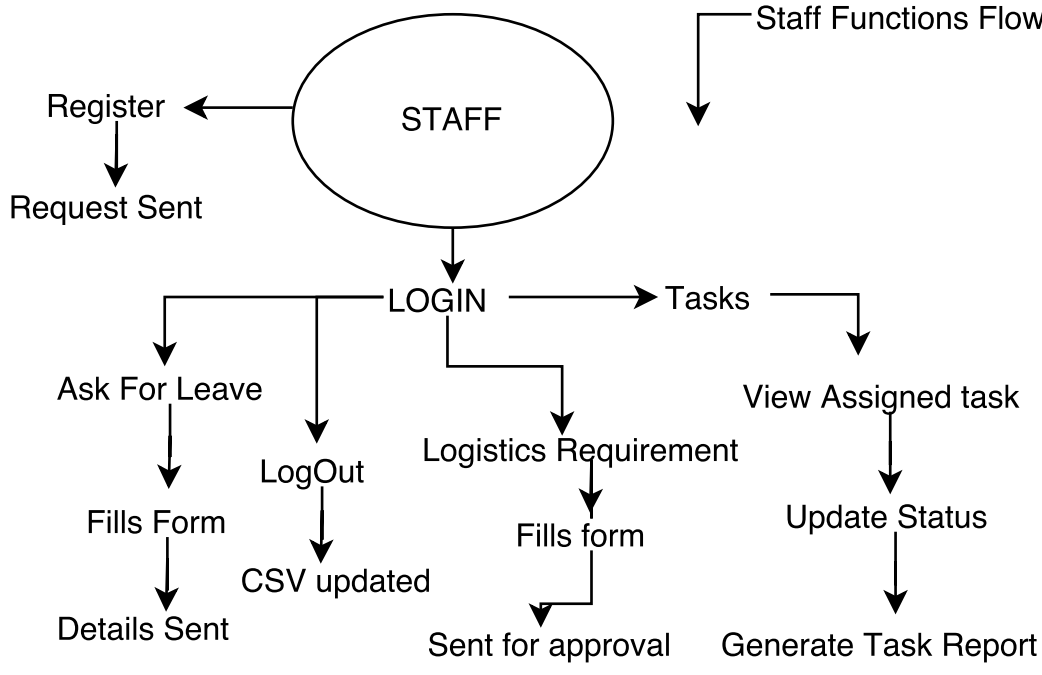 Staff Functions Flow
Register
STAFF
Request Sent
LOGIN
Tasks
Ask For Leave
View Assigned task
Logistics Requirement
LogOut
Fills Form
Update Status
Fills form
CSV updated
Details Sent
Sent for approval
Generate Task Report